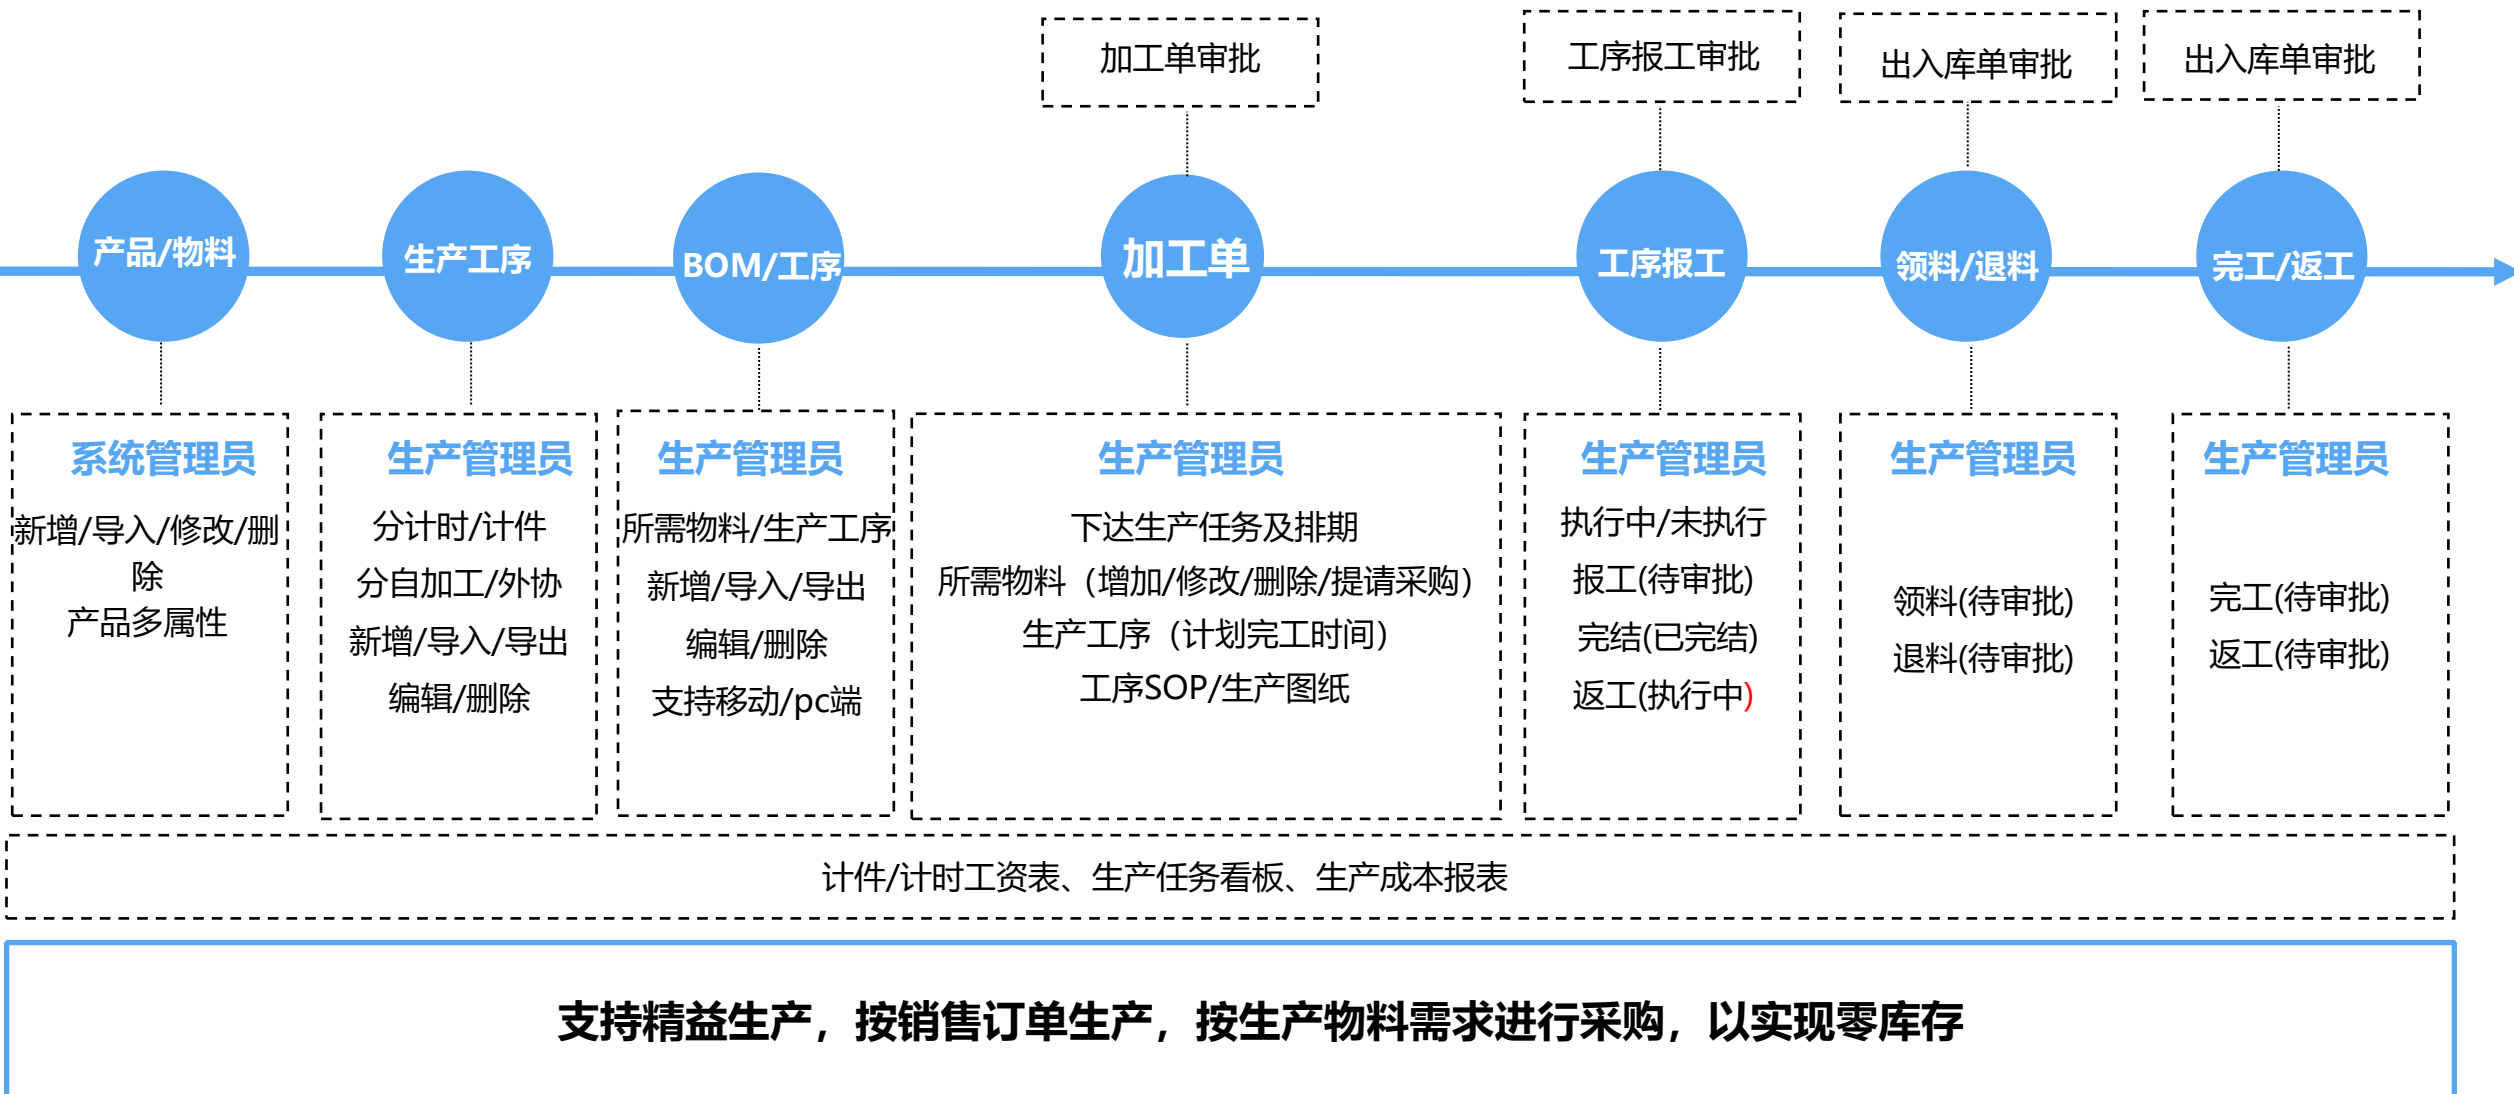 加工单审批
工序报工审批
出入库单审批
出入库单审批
产品/物料
生产工序
BOM/工序
加工单
工序报工
领料/退料
完工/返工
系统管理员
新增/导入/修改/删
除
产品多属性
生产管理员
分计时/计件
分自加工/外协
新增/导入/导出
编辑/删除
生产管理员
所需物料/生产工序
新增/导入/导出
编辑/删除
支持移动/pc端
生产管理员
下达生产任务及排期
所需物料（增加/修改/删除/提请采购）
生产工序（计划完工时间）
工序SOP/生产图纸
生产管理员
执行中/未执行
报工(待审批)
完结(已完结)
返工(执行中)
生产管理员
领料(待审批)
退料(待审批)
生产管理员
完工(待审批)
返工(待审批)
计件/计时工资表、生产任务看板、生产成本报表
支持精益生产，按销售订单生产，按生产物料需求进行采购，以实现零库存